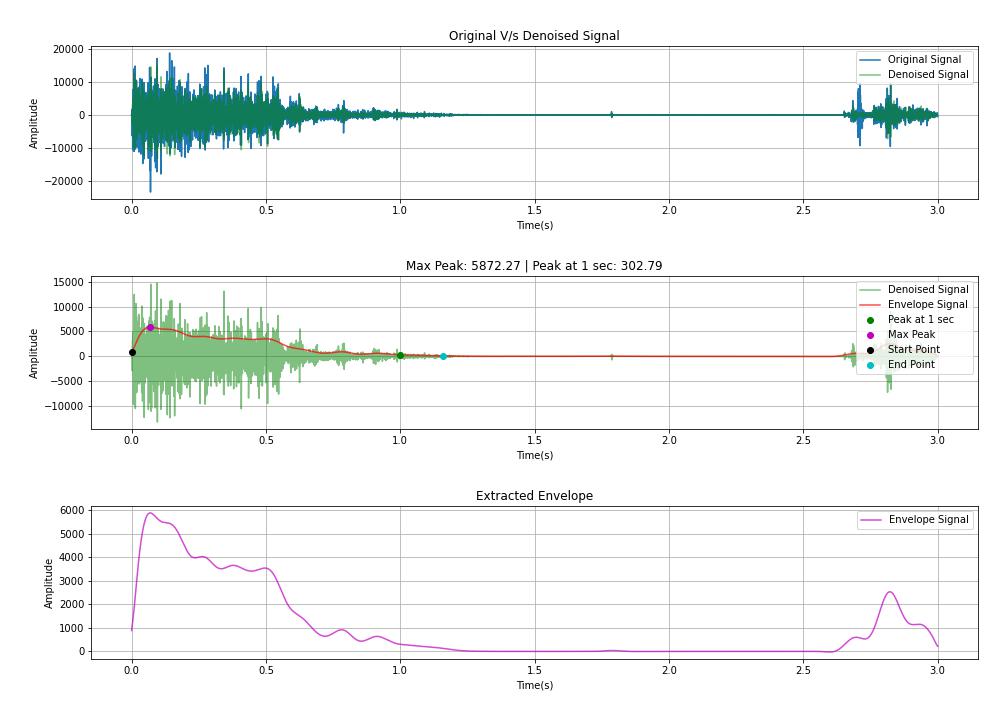 Original V/s Denoised Signal
20000
10000
0
−10000
−20000
Amplitude
Original Signal
Denoised Signal
0.0 0.5 1.0 1.5 2.0 2.5 3.0
Time(s)
Max Peak: 5872.27 | Peak at 1 sec: 302.79
15000
10000
5000
0
−5000
−10000
Amplitude
Denoised Signal
Envelope Signal
Peak at 1 sec
Max Peak
Start Point
End Point
0.0 0.5 1.0 1.5 2.0 2.5 3.0
Time(s)
Extracted Envelope
6000
5000
4000
3000
2000
1000
0
Amplitude
Envelope Signal
0.0 0.5 1.0 1.5 2.0 2.5 3.0
Time(s)